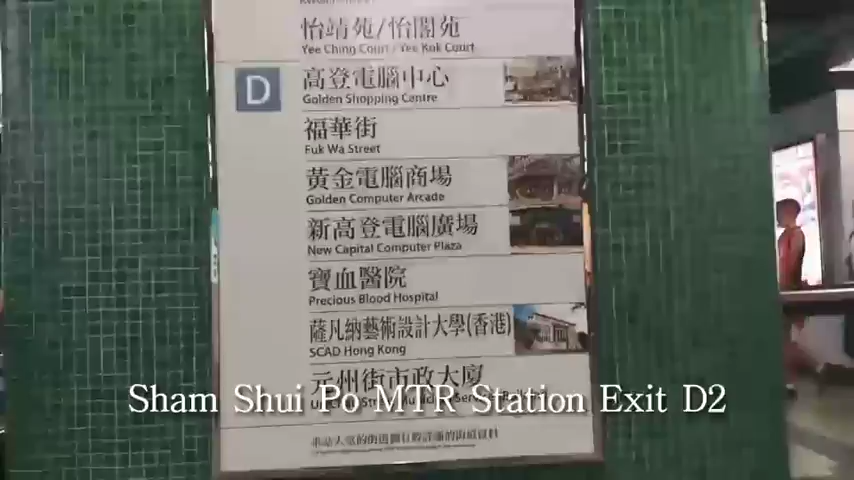 怡靖苑/怡閣苑
Yee Ching Court / Yee Kok Court
D
高登電腦中心
Golden Shopping Centre
福華街
Fuk Wa Street
黃金電腦商場
Golden Computer Arcade
新高登電腦廣場
New Capital Computer Plaza
寶血醫院
Precious Blood Hospital
薩凡納藝術設計大學(香港)
SCAD Hong Kong
元州街市政大廈
Sham Shui Po MTR Station Exit D2